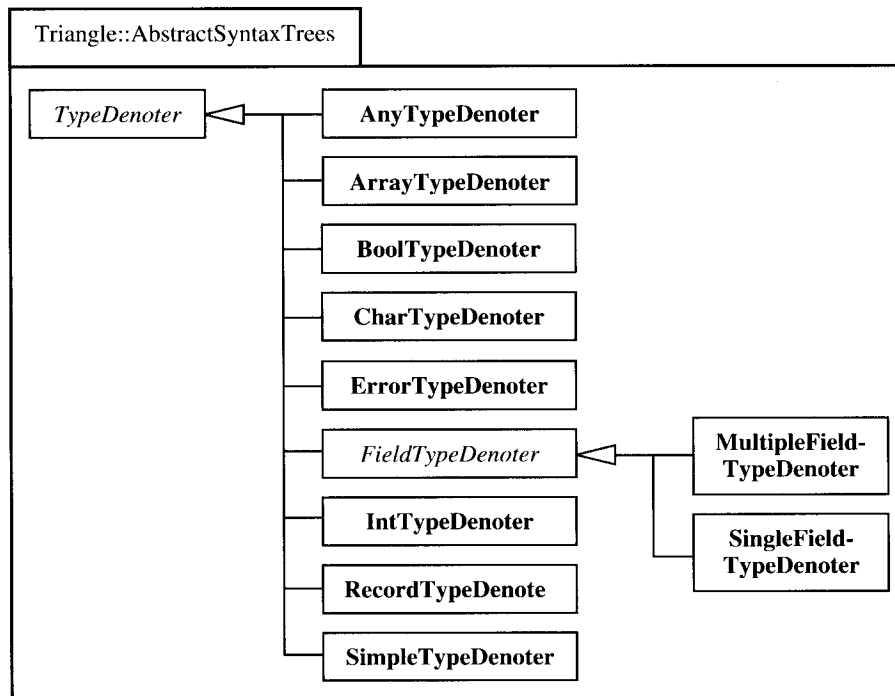 Triangle::AbstractSyntaxTrees
TypeDenoter
AnyTypeDenoter
ArrayTypeDenoter
BoolTypeDenoter
CharTypeDenoter
ErrorTypeDenoter
FieldTypeDenoter
MultipleField-
TypeDenoter
SingleField-
TypeDenoter
IntTypeDenoter
RecordTypeDenote
SimpleTypeDenoter